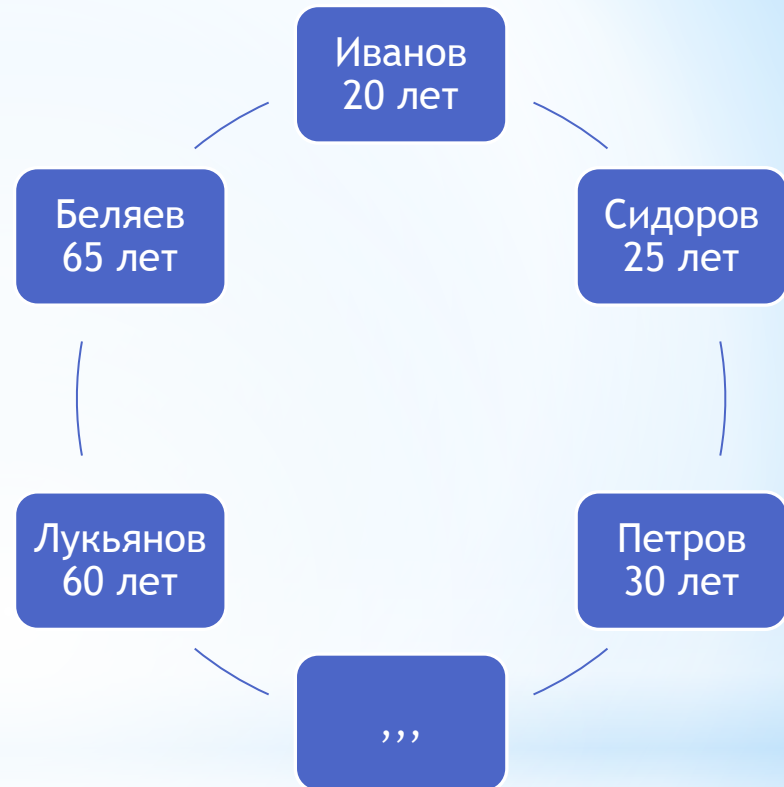 Иванов
20 лет
Сидоров
25 лет
Петров
30 лет
,,,
Лукьянов
60 лет
Беляев
65 лет